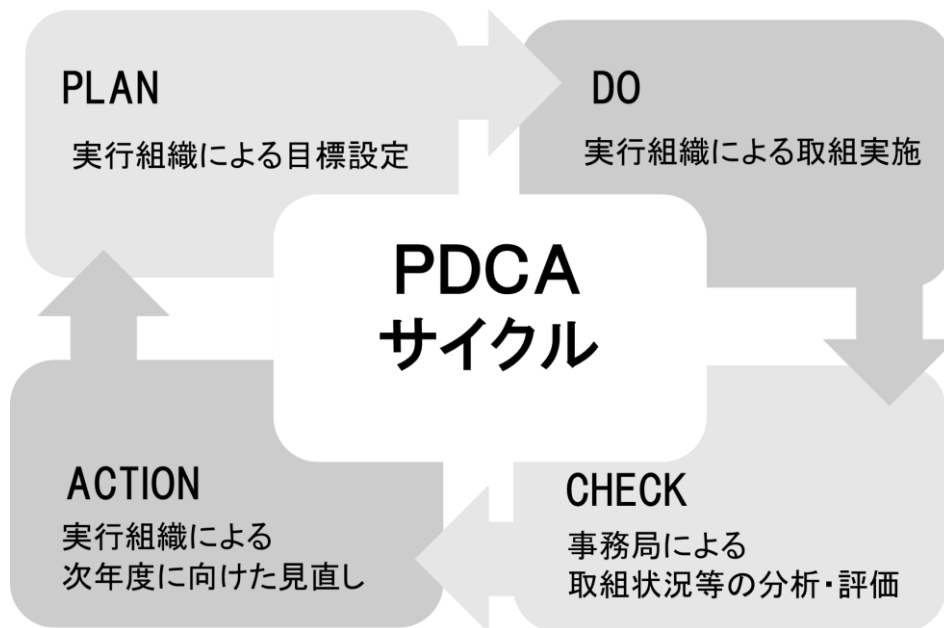 PLAN
実行組織による目標設定
DO
実行組織による取組実施
PDCA
サイクル
ACTION
実行組織による
次年度に向けた見直し
CHECK
事務局による
取組状況等の分析・評価